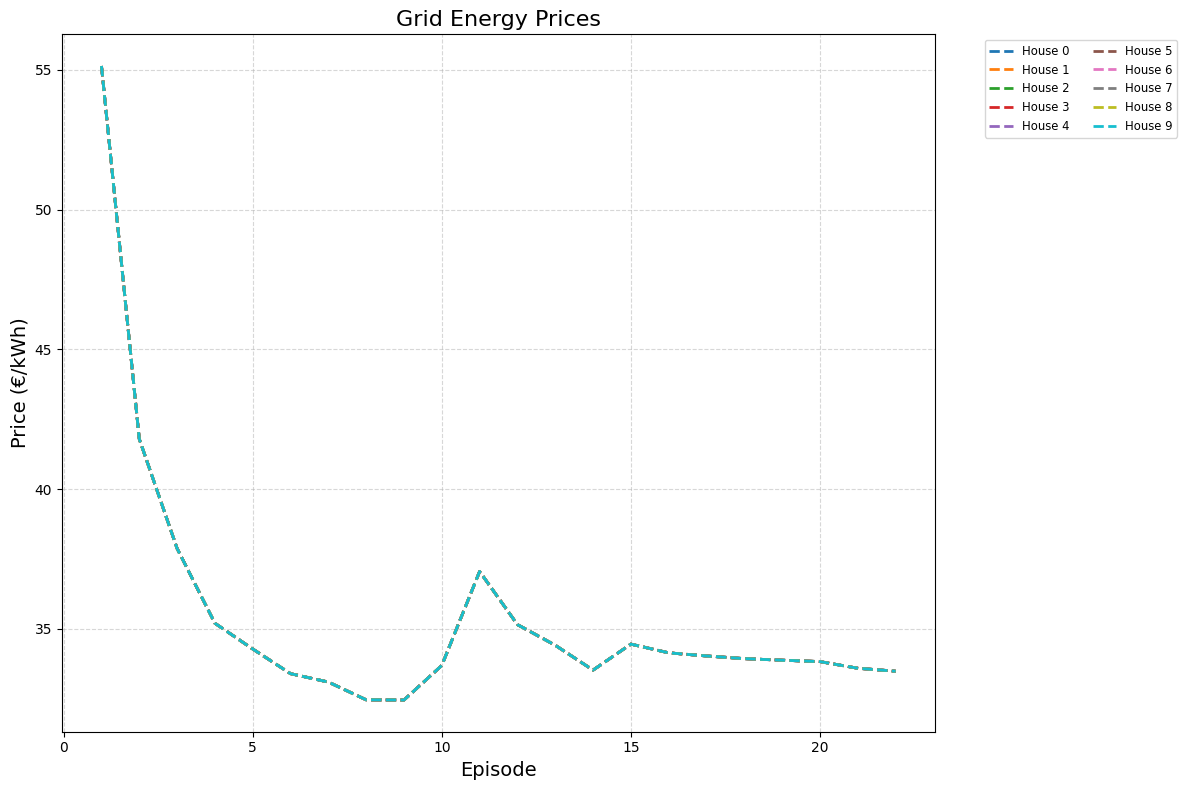 Grid Energy Prices
55
50
45
40
35
Price (€/kWh)
0 5 10 15 20
Episode
House 0 House 5
House 1 House 6
House 2 House 7
House 3 House 8
House 4 House 9